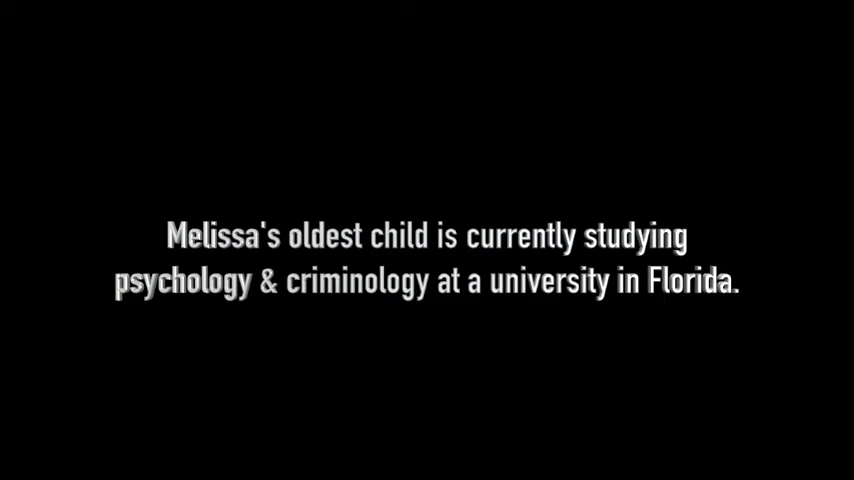 Melissa's oldest child is currently studying
psychology & criminology at a university in Florida.